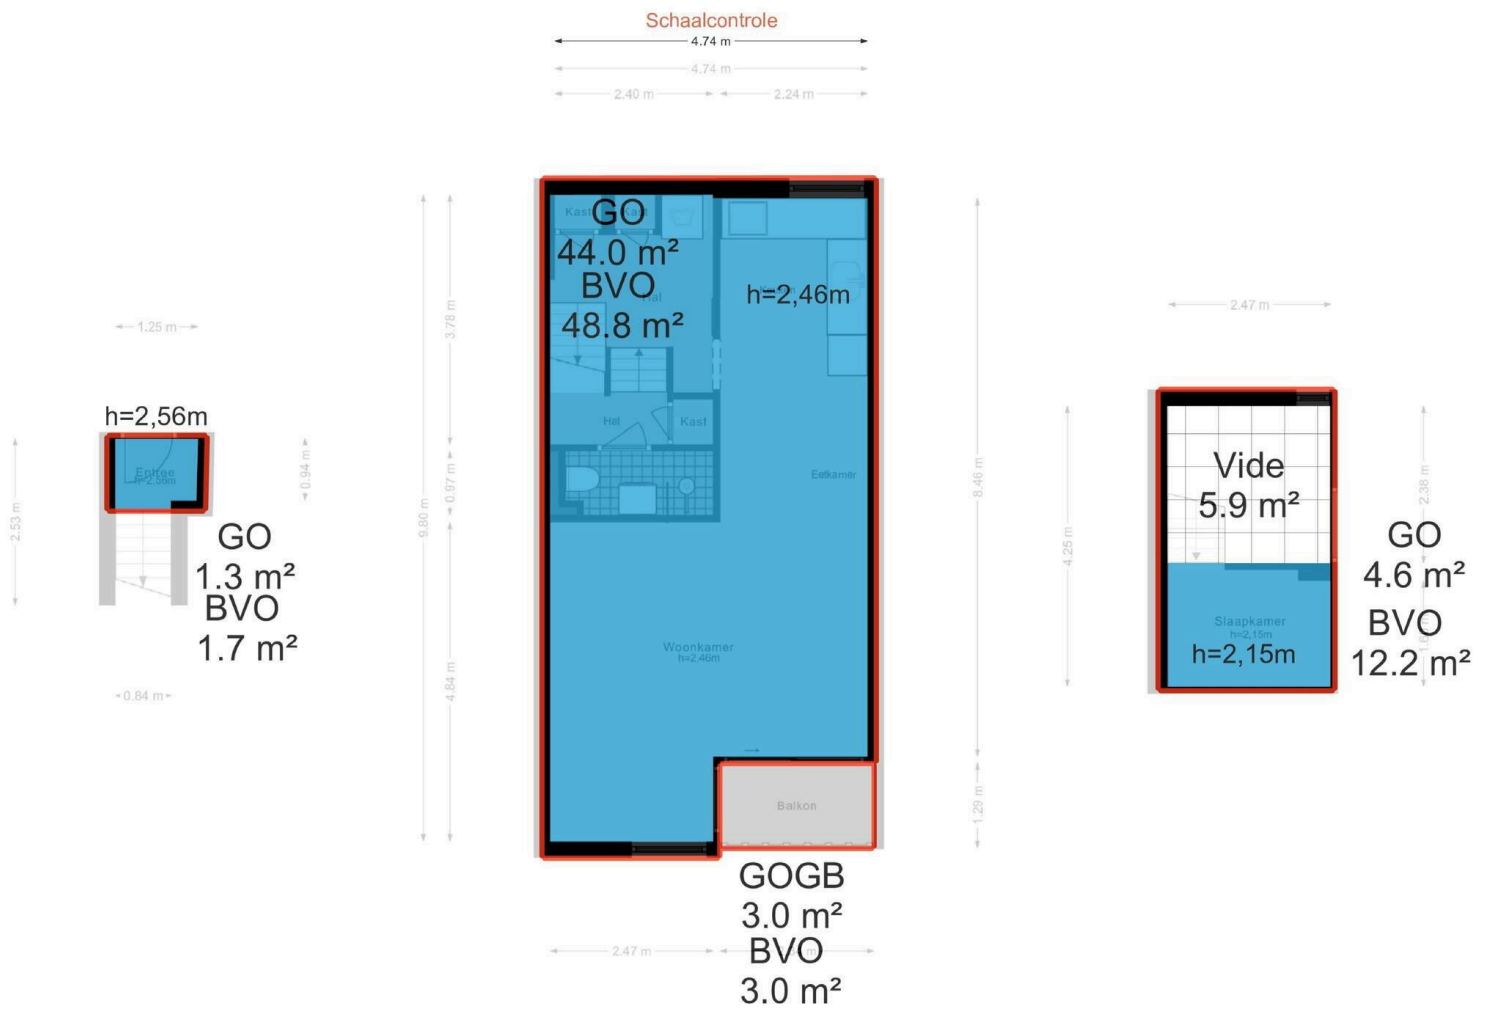 Schaalcontrole
4.74 m
4.74 m
2.40 m
2.24 m
1.25 m
h=2,56m
Entree
h=2,56m
2.53 m
0.94 m
GO
1.3 m²
BVO
1.7 m²
0.84 m
9.80 m
3.78 m
0.97 m
4.84 m
Kast
Kast
GO
44.0 m²
BVO
Hal
48.8 m²
h=2,46m
Hal
Kast
Eetkamer
Woonkamer
h=2,46m
Balkon
8.46 m
1.29 m
GOGB
3.0 m²
BVO
3.0 m²
2.47 m
2.47 m
4.25 m
2.38 m
Vide
5.9 m²
Slaapkamer
h=2,15m
h=2,15m
GO
4.6 m²
BVO
12.2 m²